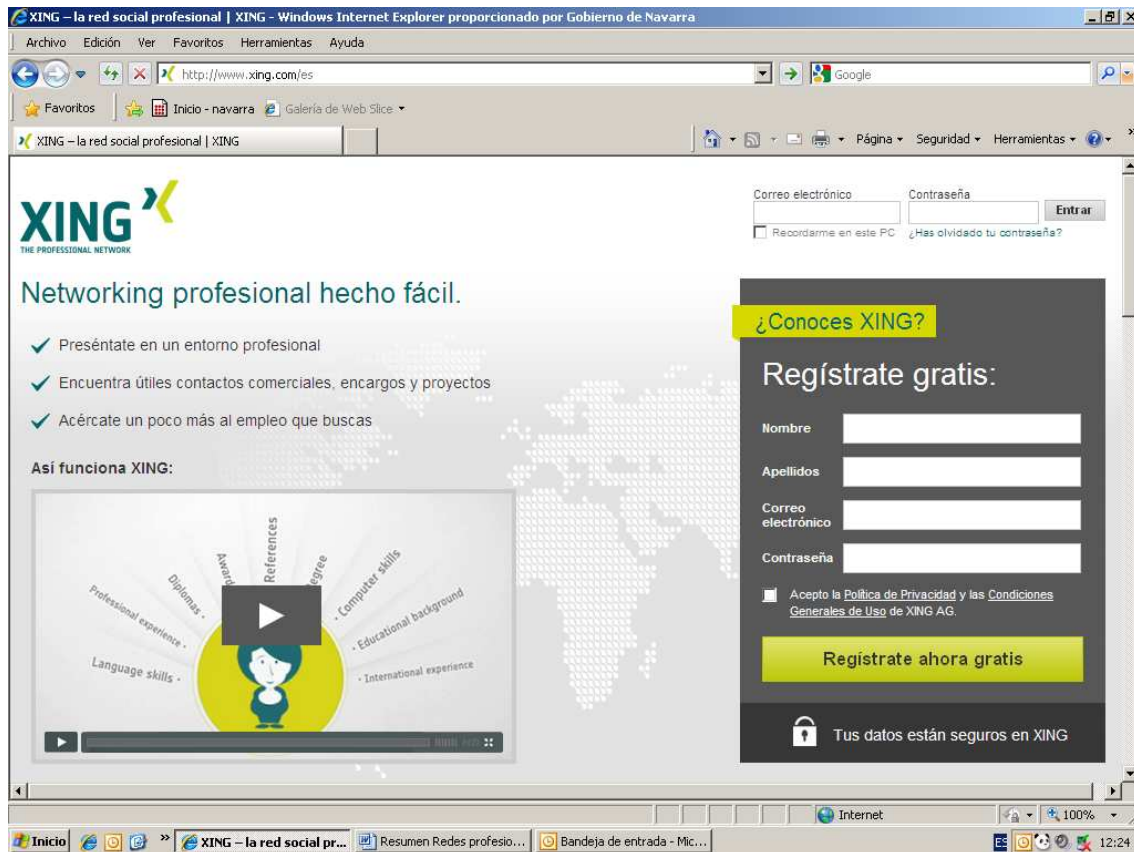 XING – la red social profesional | XING - Windows Internet Explorer proporcionado por Gobierno de Navarra
Archivo Edición Ver Favoritos Herramientas Ayuda
http://www.xing.com/es
Google
Favoritos Inicio - navarra Galería de Web Slice
XING – la red social profesional | XING
Página Seguridad Herramientas
XING
THE PROFESSIONAL NETWORK
Correo electrónico Contraseña
Entrar
Recordarme en este PC ¿Has olvidado tu contraseña?
Networking profesional hecho fácil.
Preséntate en un entorno profesional
Encuentra útiles contactos comerciales, encargos y proyectos
Acércate un poco más al empleo que buscas
Así funciona XING:
Language skills
Professional experience
Diplomas
References
Computer skills
Educational background
International experience
¿Conoces XING?
Regístrate gratis:
Nombre
Apellidos
Correo
electrónico
Contraseña
Acepto la Política de Privacidad y las Condiciones
Generales de Uso de XING AG.
Regístrate ahora gratis
Tus datos están seguros en XING
Internet 100%
Inicio XING – la red social pr... Resumen Redes profesio... Bandeja de entrada - Mic... ES 12:24